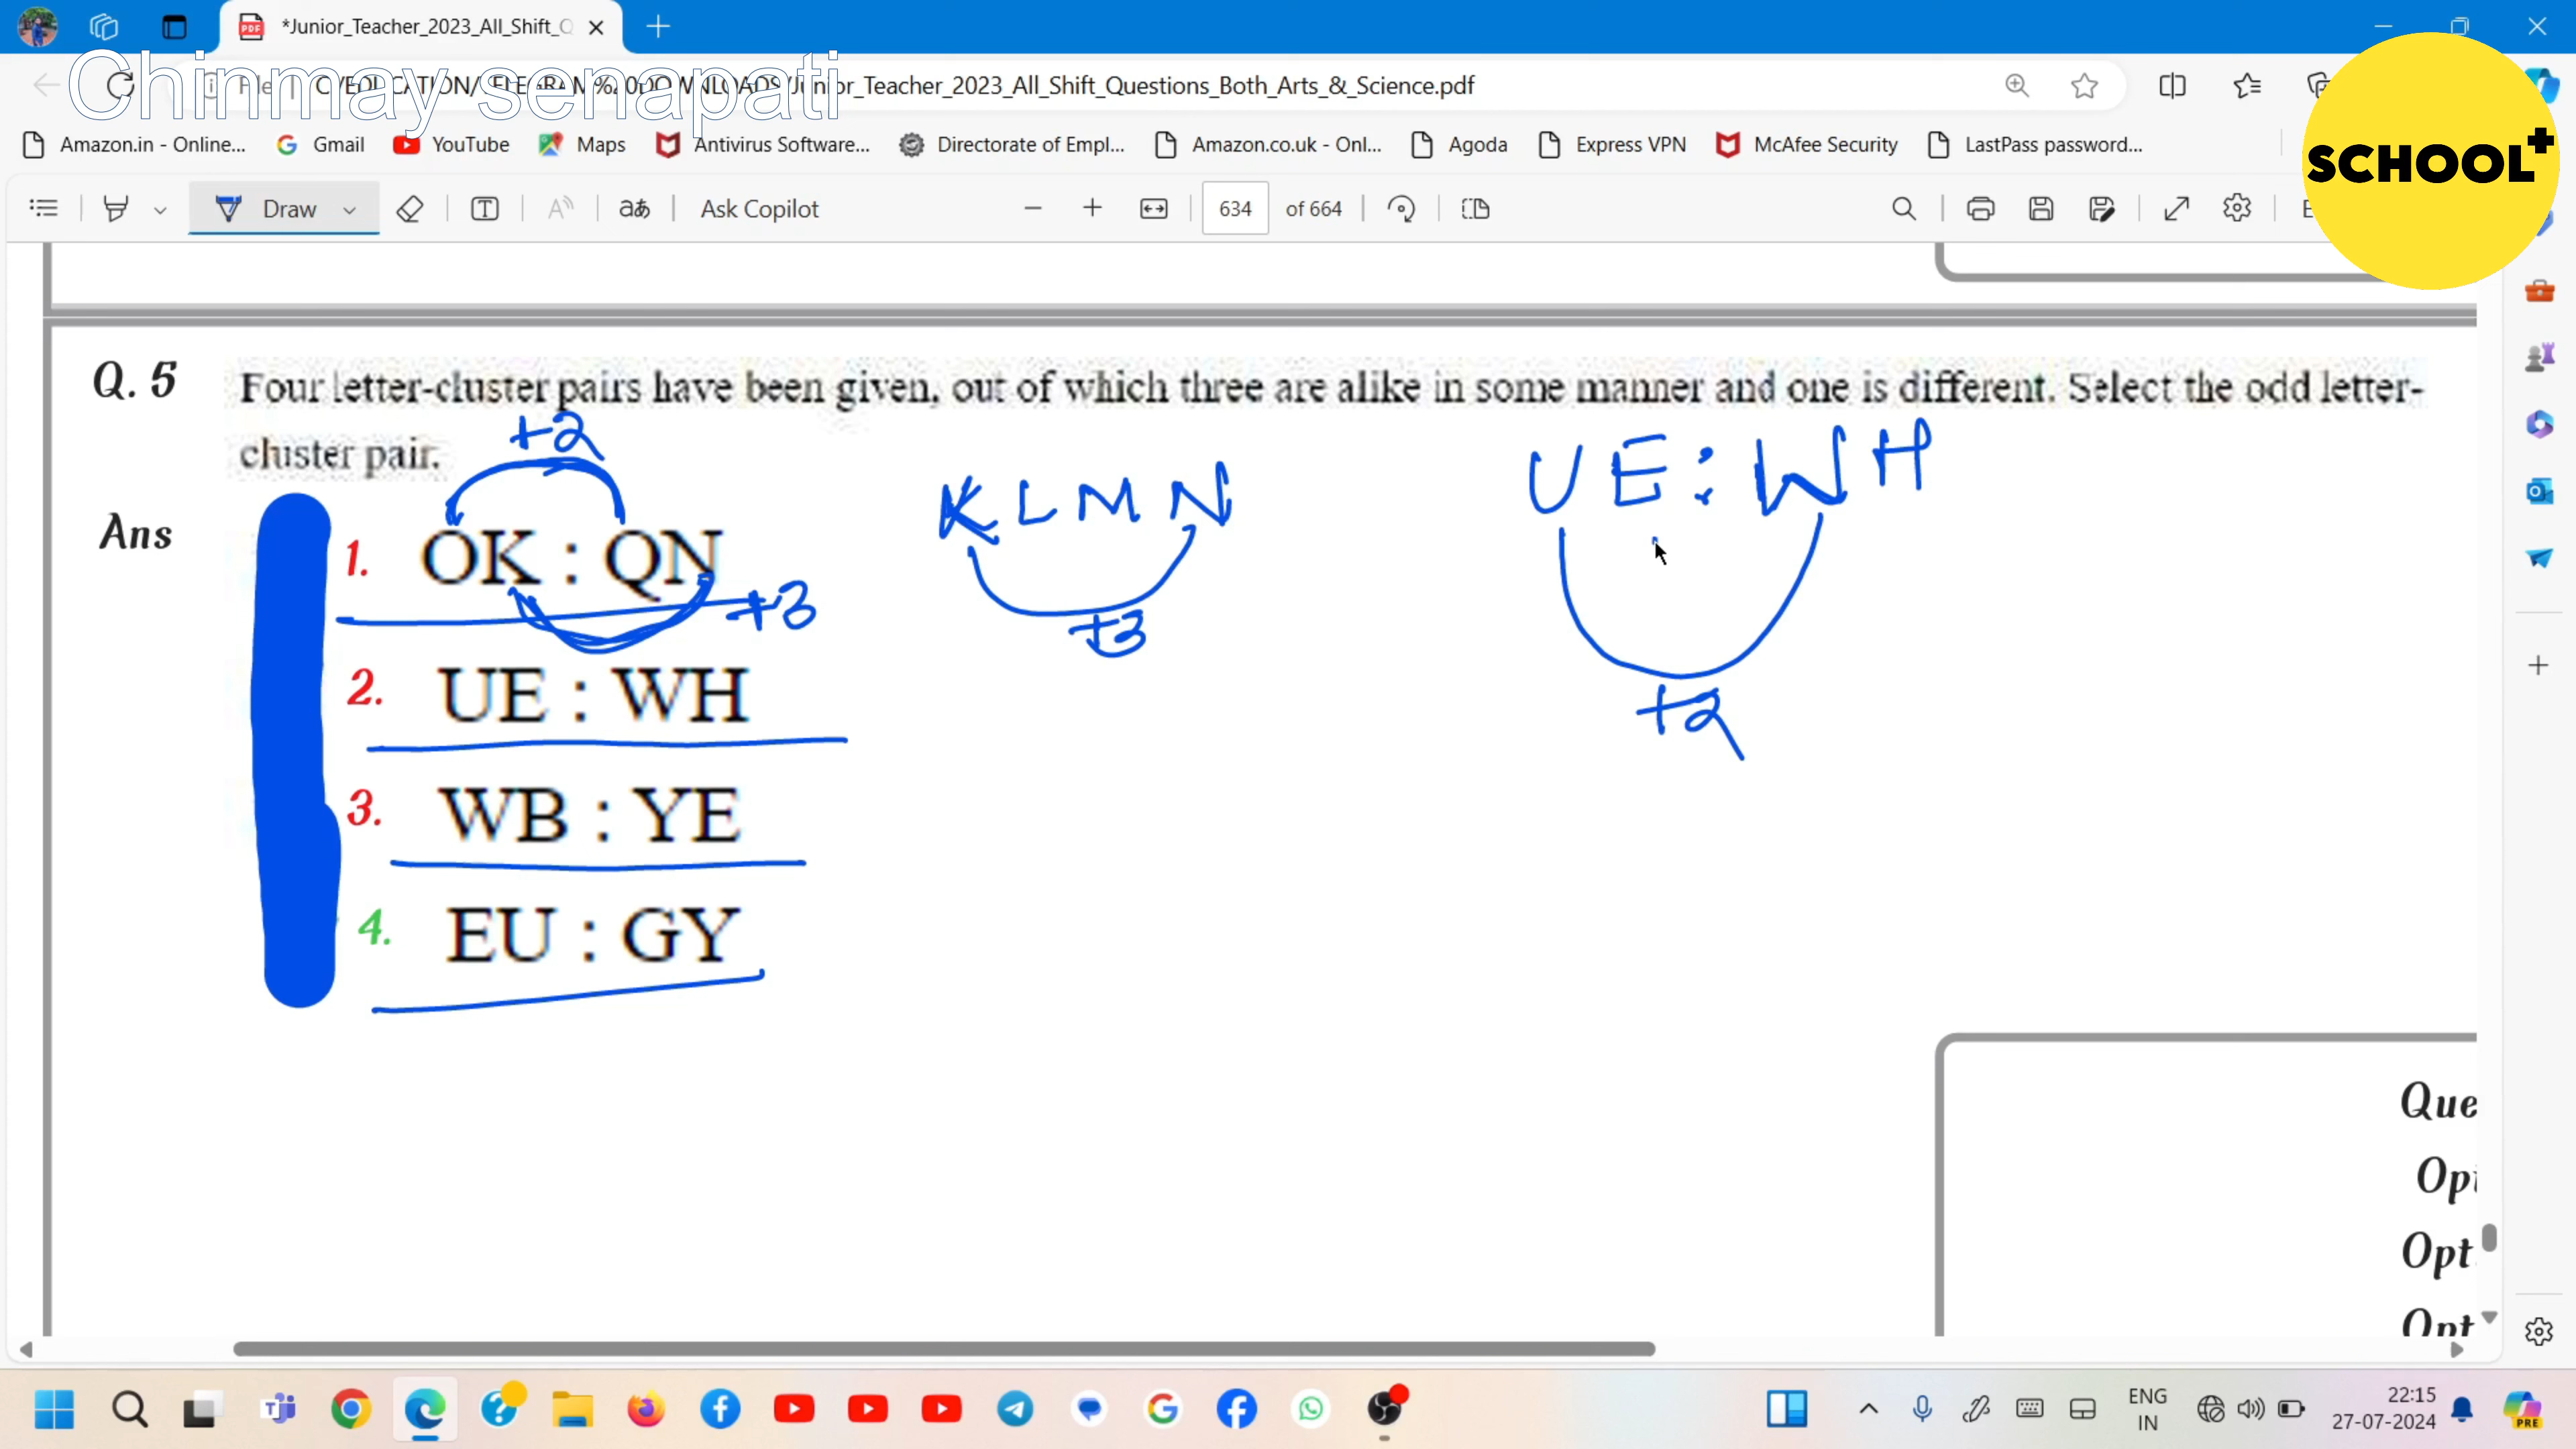 *Junior_Teacher_2023_All_Shift_Q
Chinmay senapati
Junior_Teacher_2023_All_Shift_Questions_Both_Arts_&_Science.pdf
Amazon.in - Online...
Gmail
YouTube
Maps
Antivirus Software...
Directorate of Empl...
Amazon.co.uk - Onl...
Agoda
Express VPN
McAfee Security
LastPass password...
SCHOOL+
Draw
Ask Copilot
634 of 664
Q. 5 Four letter-cluster pairs have been given, out of which three are alike in some manner and one is different. Select the odd letter-
cluster pair.
+2
K L M N
+3
UE : WH
+2
Ans
1. OK : QN
+3
2. UE : WH
3. WB : YE
4. EU : GY
Que
Opt
Opt
ENG
IN
22:15
27-07-2024
PRE